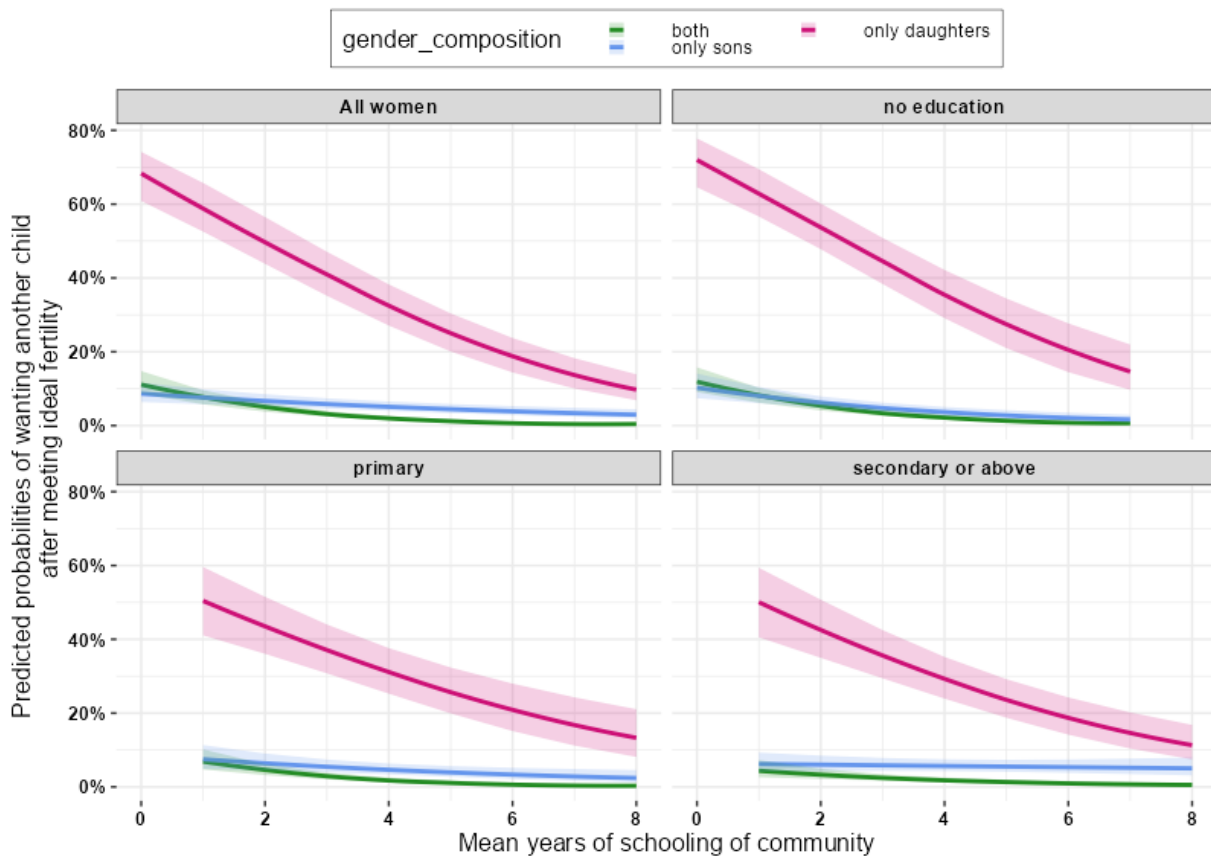 gender_composition
both
only sons
only daughters
All women
no education
80%
60%
40%
20%
0%
primary
secondary or above
80%
60%
40%
20%
0%
0 2 4 6 8
0 2 4 6 8
Mean years of schooling of community
Predicted probabilities of wanting another child
after meeting ideal fertility